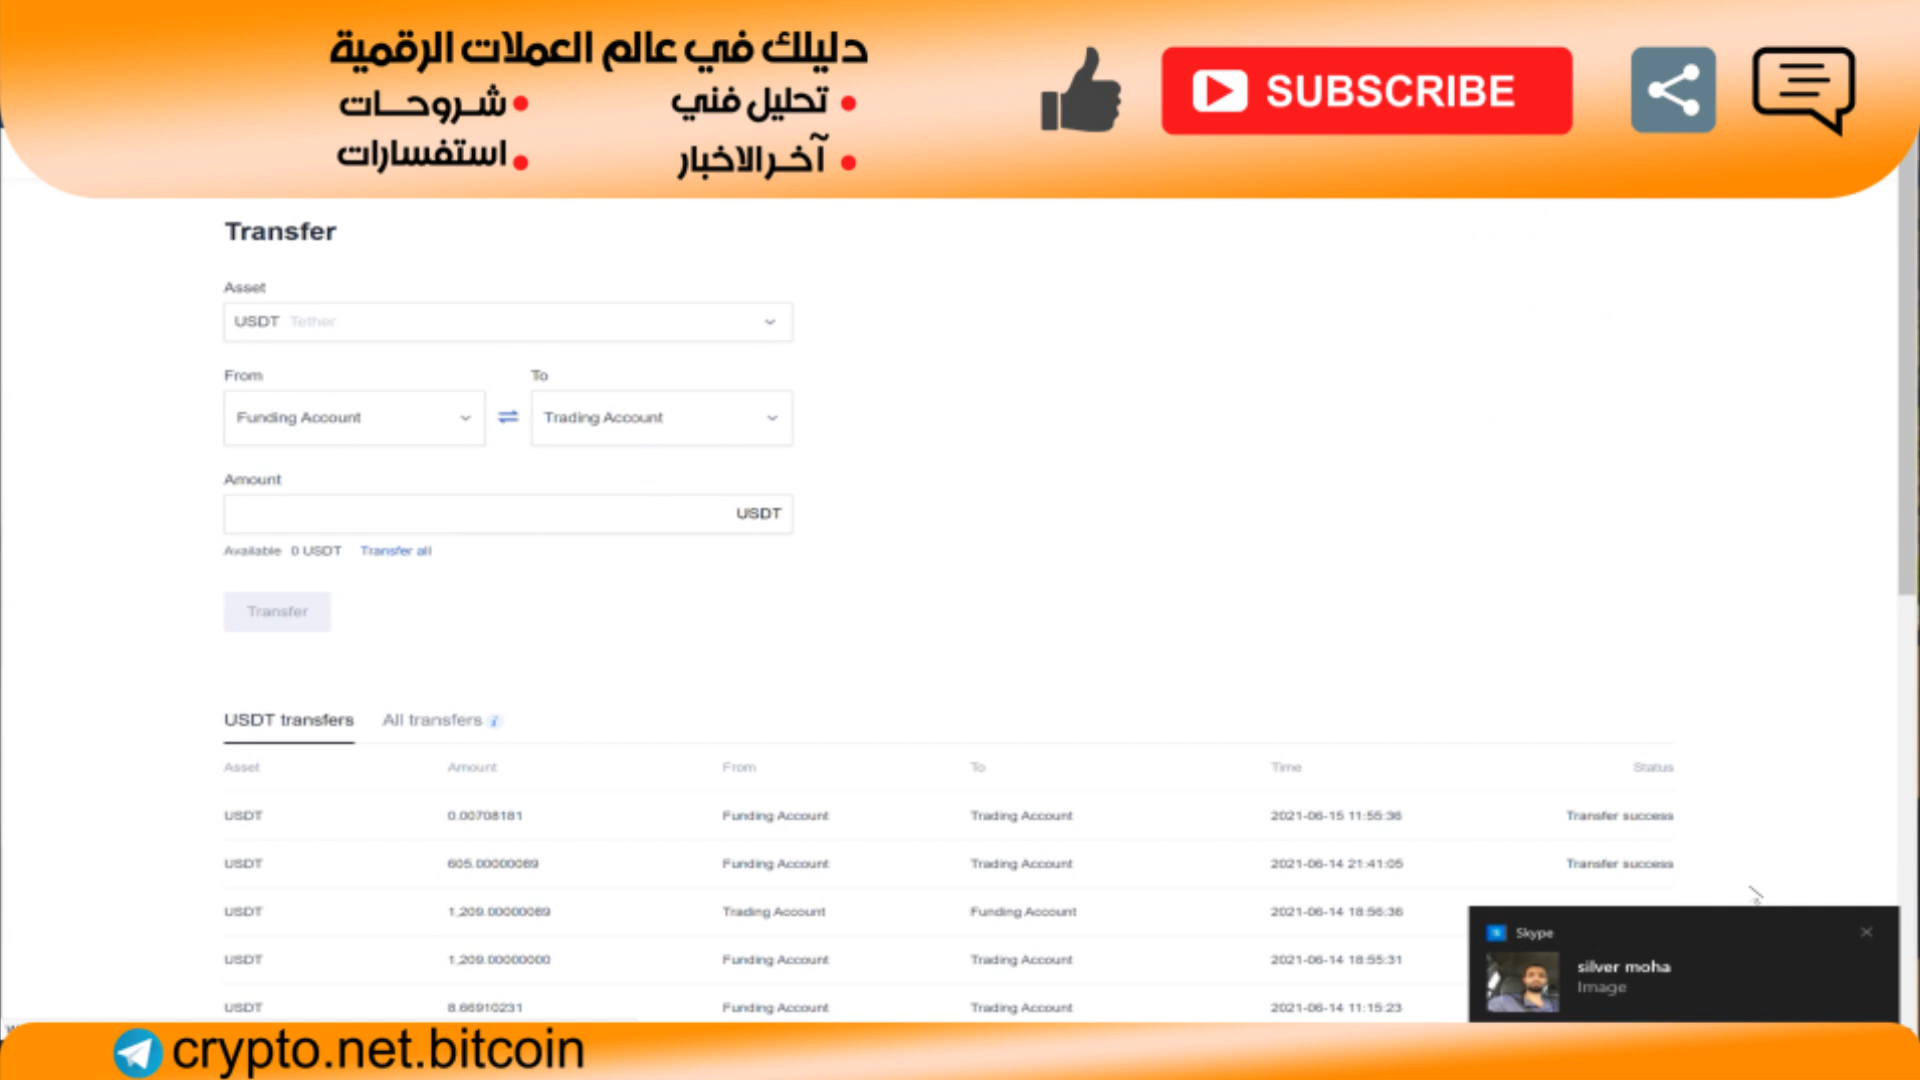 دليلك في عالم العملات الرقمية
• تحليل فني • شروحات
• آخر الاخبار • استفسارات
SUBSCRIBE
Transfer
Asset
USDT Tether
From To
Funding Account Trading Account
Amount
USDT
Available 0 USDT Transfer all
Transfer
USDT transfers All transfers
Asset Amount From To Time Status
USDT 0.00708181 Funding Account Trading Account 2021-06-15 11:55:36 Transfer success
USDT 605.00000069 Funding Account Trading Account 2021-06-14 21:41:05 Transfer success
USDT 1,209.00000069 Trading Account Funding Account 2021-06-14 18:56:36
USDT 1,209.00000000 Funding Account Trading Account 2021-06-14 18:55:31
USDT 8.66910231 Funding Account Trading Account 2021-06-14 11:15:23
Skype
silver moha
Image
crypto.net.bitcoin